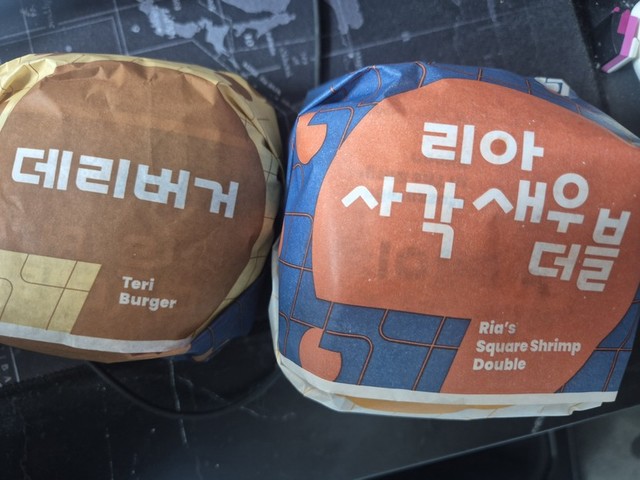 데리버거
Teri
Burger
리아
사각새우
더블
Ria's
Square Shrimp
Double